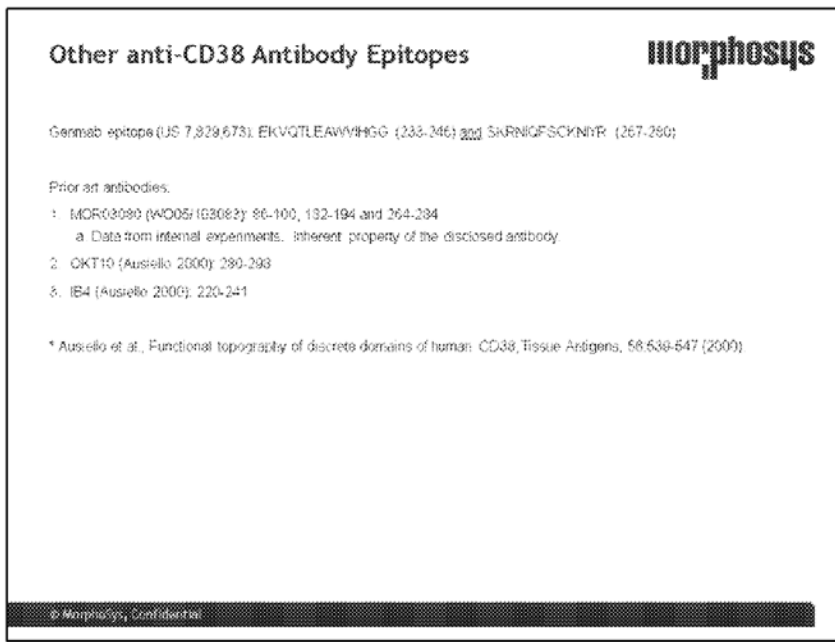 Other anti-CD38 Antibody Epitopes
morphosys
Genmab epitope (US 7,829,673): EKVQTLEAWVIHGG (233-246) and SKRNIQFSCKNIYR (267-280)
Prior art antibodies:
1. MOR03080 (WO05/103083): 86-100, 132-194 and 264-284
a. Data from internal experiments. Inherent property of the disclosed antibody.
2. OKT10 (Ausiello 2000): 280-298
3. IB4 (Ausiello 2000): 220-241
* Ausiello et al., Functional topography of discrete domains of human CD38, Tissue Antigens, 56:539-547 (2000)
© MorphoSys, Confidential